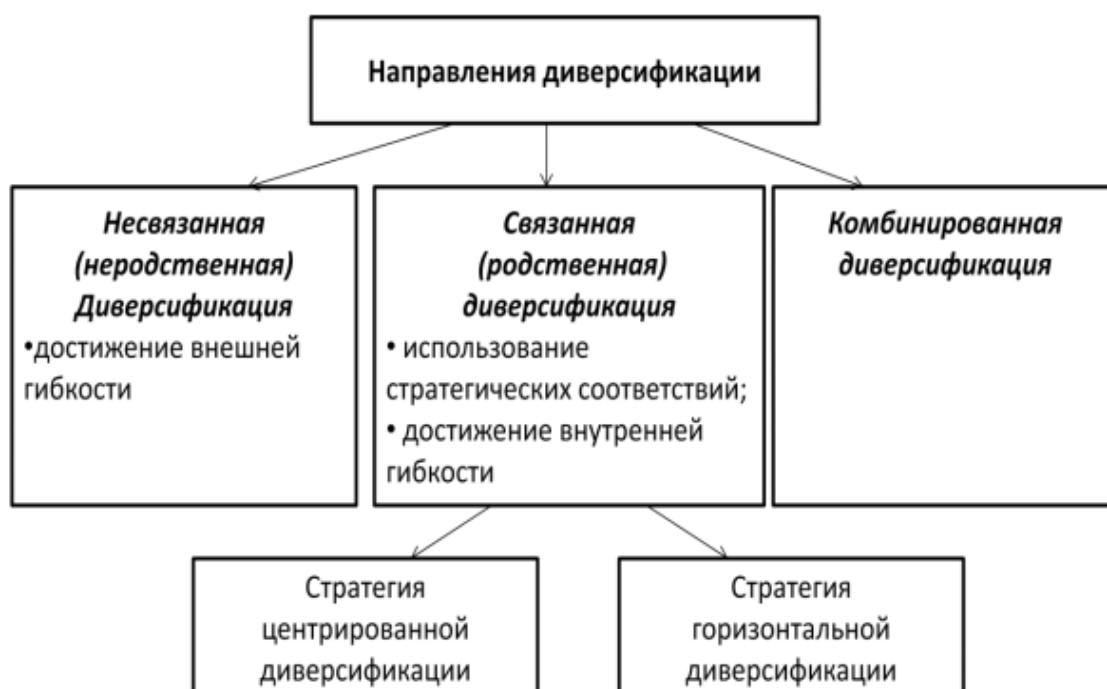 Направления диверсификации
Несвязанная
(неродственная)
Диверсификация
•достижение внешней
гибкости
Связанная
(родственная)
диверсификация
• использование
стратегических соответствий;
• достижение внутренней
гибкости
Комбинированная
диверсификация
Стратегия
центрированной
диверсификации
Стратегия
горизонтальной
диверсификации